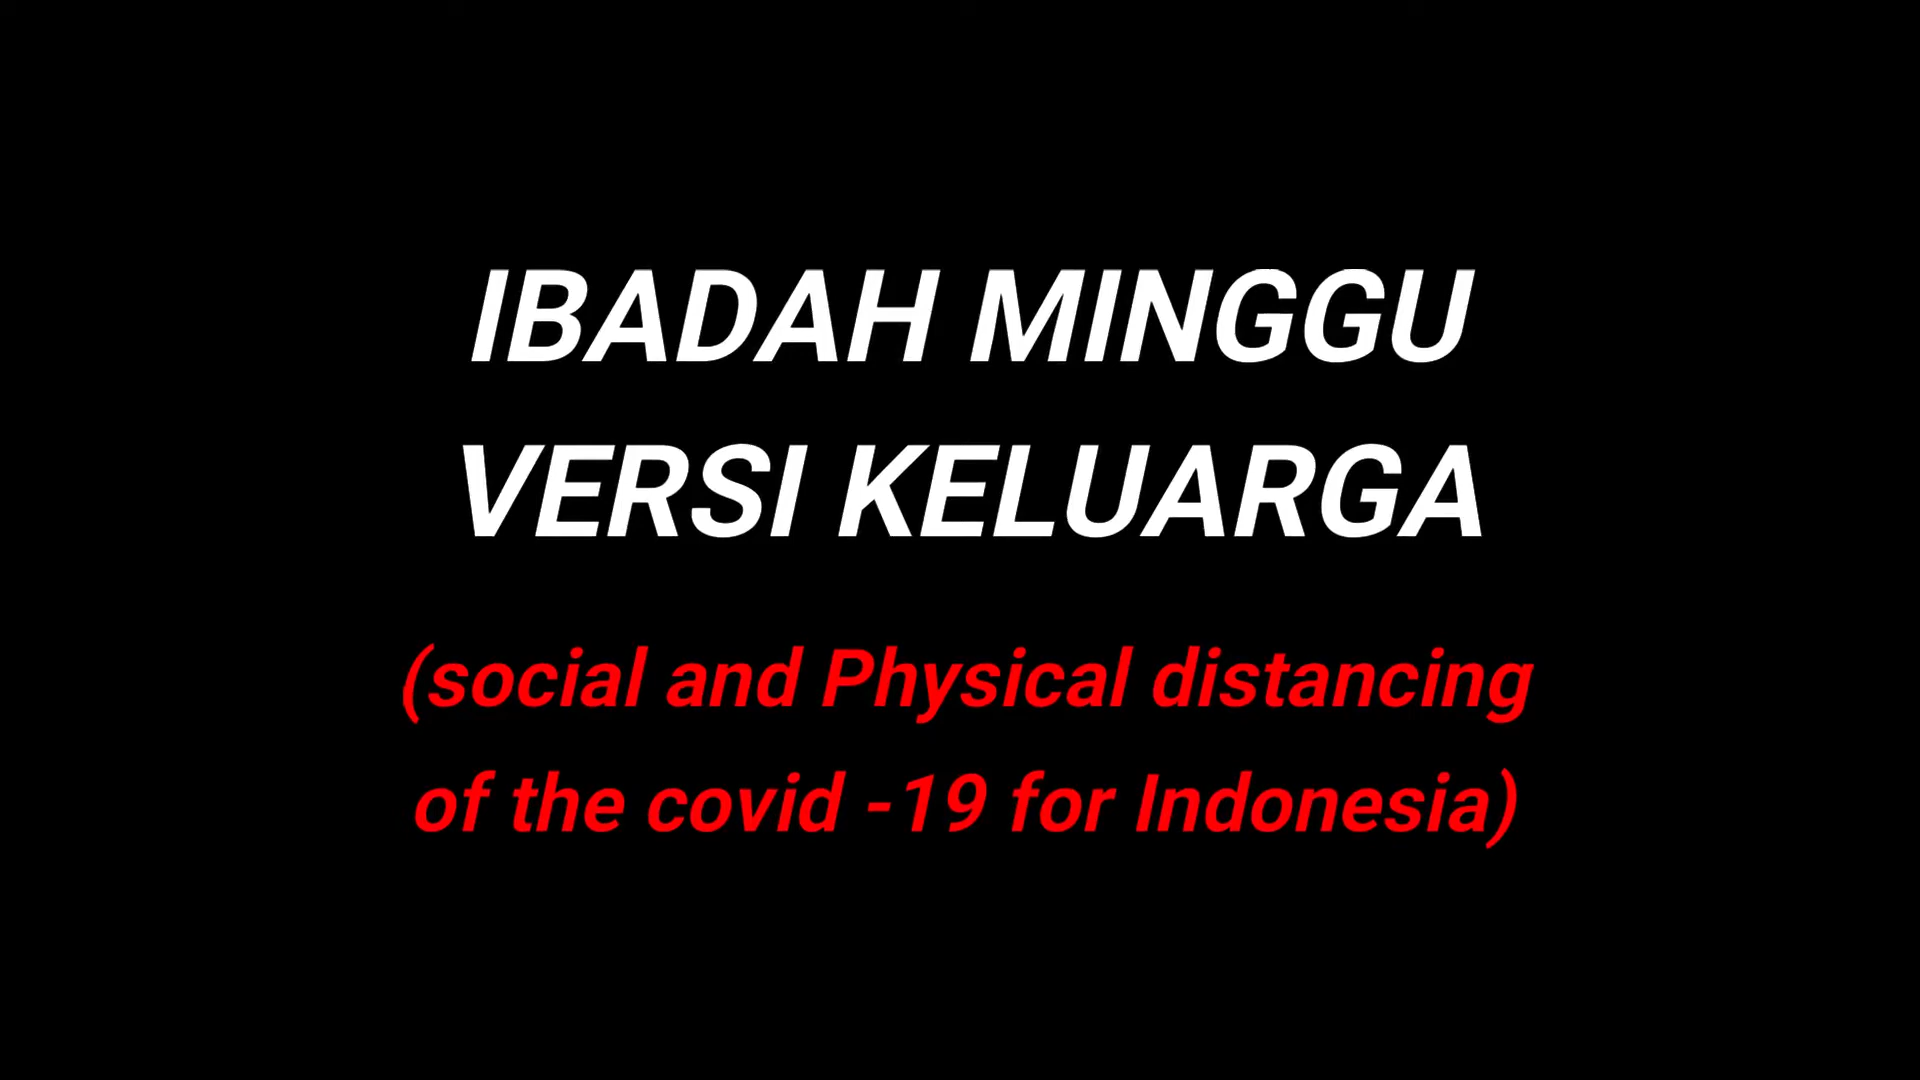 IBADAH MINGGU
VERSI KELUARGA
(social and Physical distancing
of the covid -19 for Indonesia)